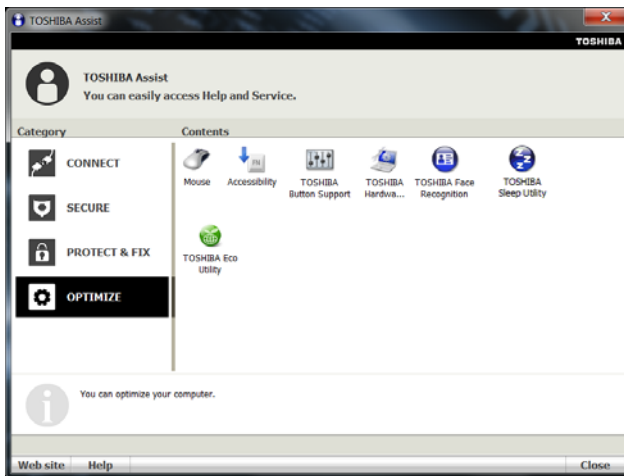 TOSHIBA Assist
TOSHIBA
TOSHIBA Assist
You can easily access Help and Service.
Category
Contents
CONNECT
SECURE
PROTECT & FIX
OPTIMIZE
Mouse
Accessibility
TOSHIBA
Button Support
TOSHIBA
Hardwa...
TOSHIBA Face
Recognition
TOSHIBA
Sleep Utility
TOSHIBA Eco
Utility
You can optimize your computer.
Web site
Help
Close